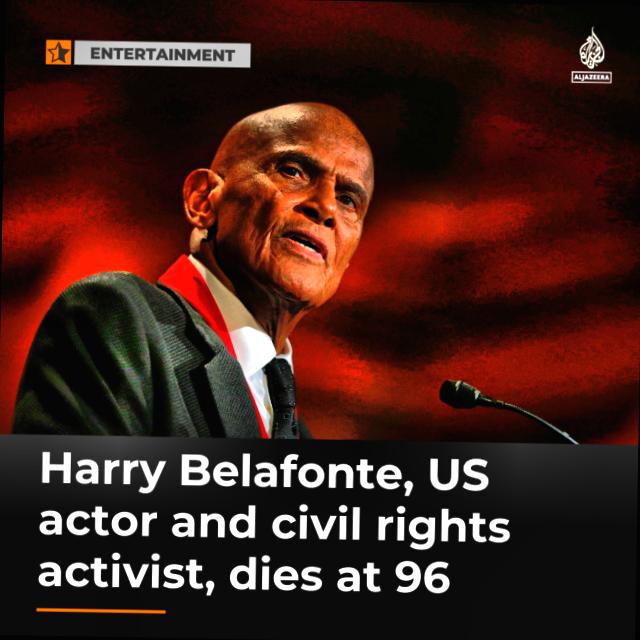 ENTERTAINMENT
ALJAZEERA
Harry Belafonte, US
actor and civil rights
activist, dies at 96